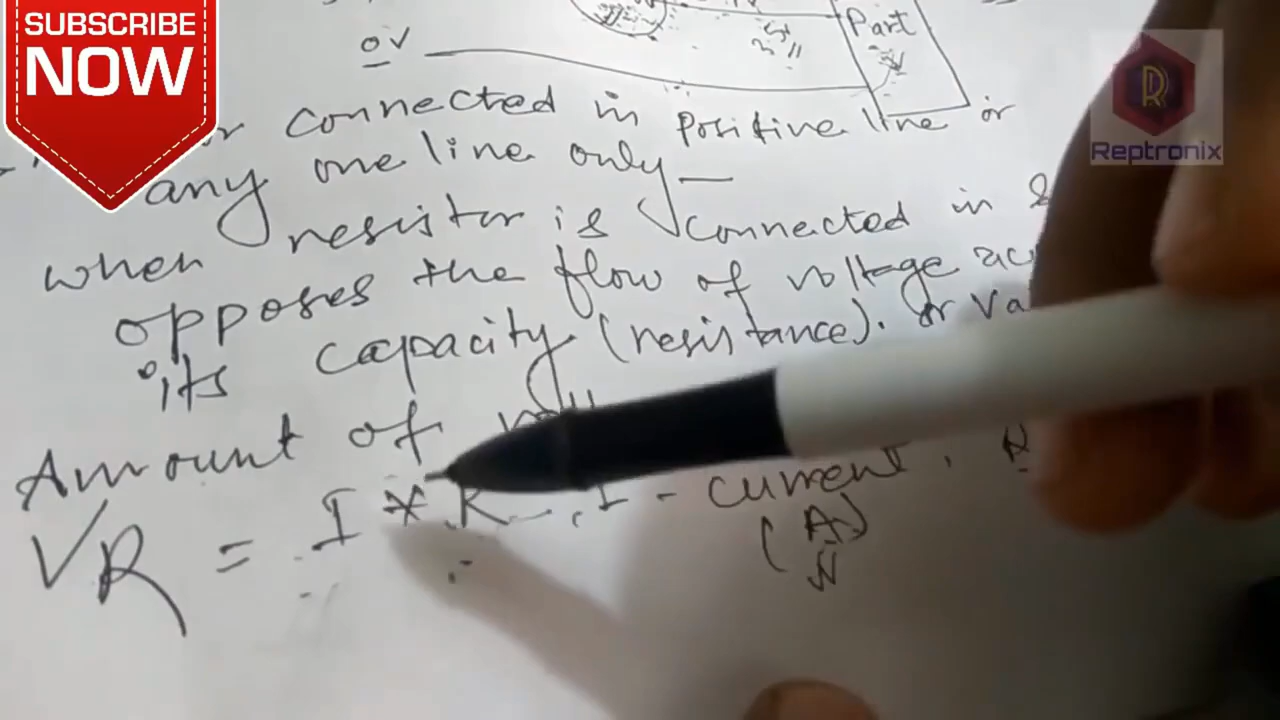 SUBSCRIBE
NOW
Part
0V
Reptronix
connected in positive line or
any one line only
when resistor is connected in
opposes the flow of voltage
its capacity (resistance). or
Amount of
VR = I * R I - current.
(A)